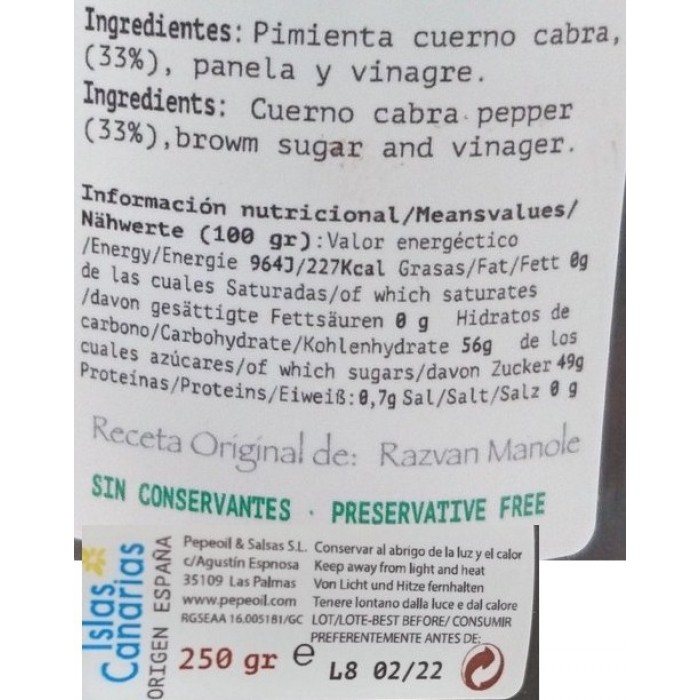 Ingredientes: Pimienta cuerno cabra,
(33%), panela y vinagre.
Ingredients: Cuerno cabra pepper
(33%), browm sugar and vinager.
Información nutricional/Meansvalues/
Nähwerte (100 gr): Valor energéctico
/Energy/Energie 964J/227Kcal Grasas/Fat/Fett 0g
de las cuales Saturadas/of which saturates
/davon gesättigte Fettsäuren 0 g Hidratos de
carbono/Carbohydrate/Kohlenhydrate 56g de los
cuales azúcares/of which sugars/davon Zucker 49g
Proteínas/Proteins/Eiweiß: 0,7g Sal/Salt/Salz 0 g
Receta Original de: Razvan Manole
SIN CONSERVANTES · PRESERVATIVE FREE
Islas
Canarias
ORIGEN ESPAÑA
Pepeoil & Salsas S.L.
c/Agustín Espnosa
35109 Las Palmas
www.pepeoil.com
RGSEAA 16.005181/GC
250 gr e
Conservar al abrigo de la luz y el calor
Keep away from light and heat
Von Licht und Hitze fernhalten
Tenere lontano dalla luce e dal calore
LOT/LOTE-BEST BEFORE/ CONSUMIR
PREFERENTEMENTE ANTES DE:
L8 02/22